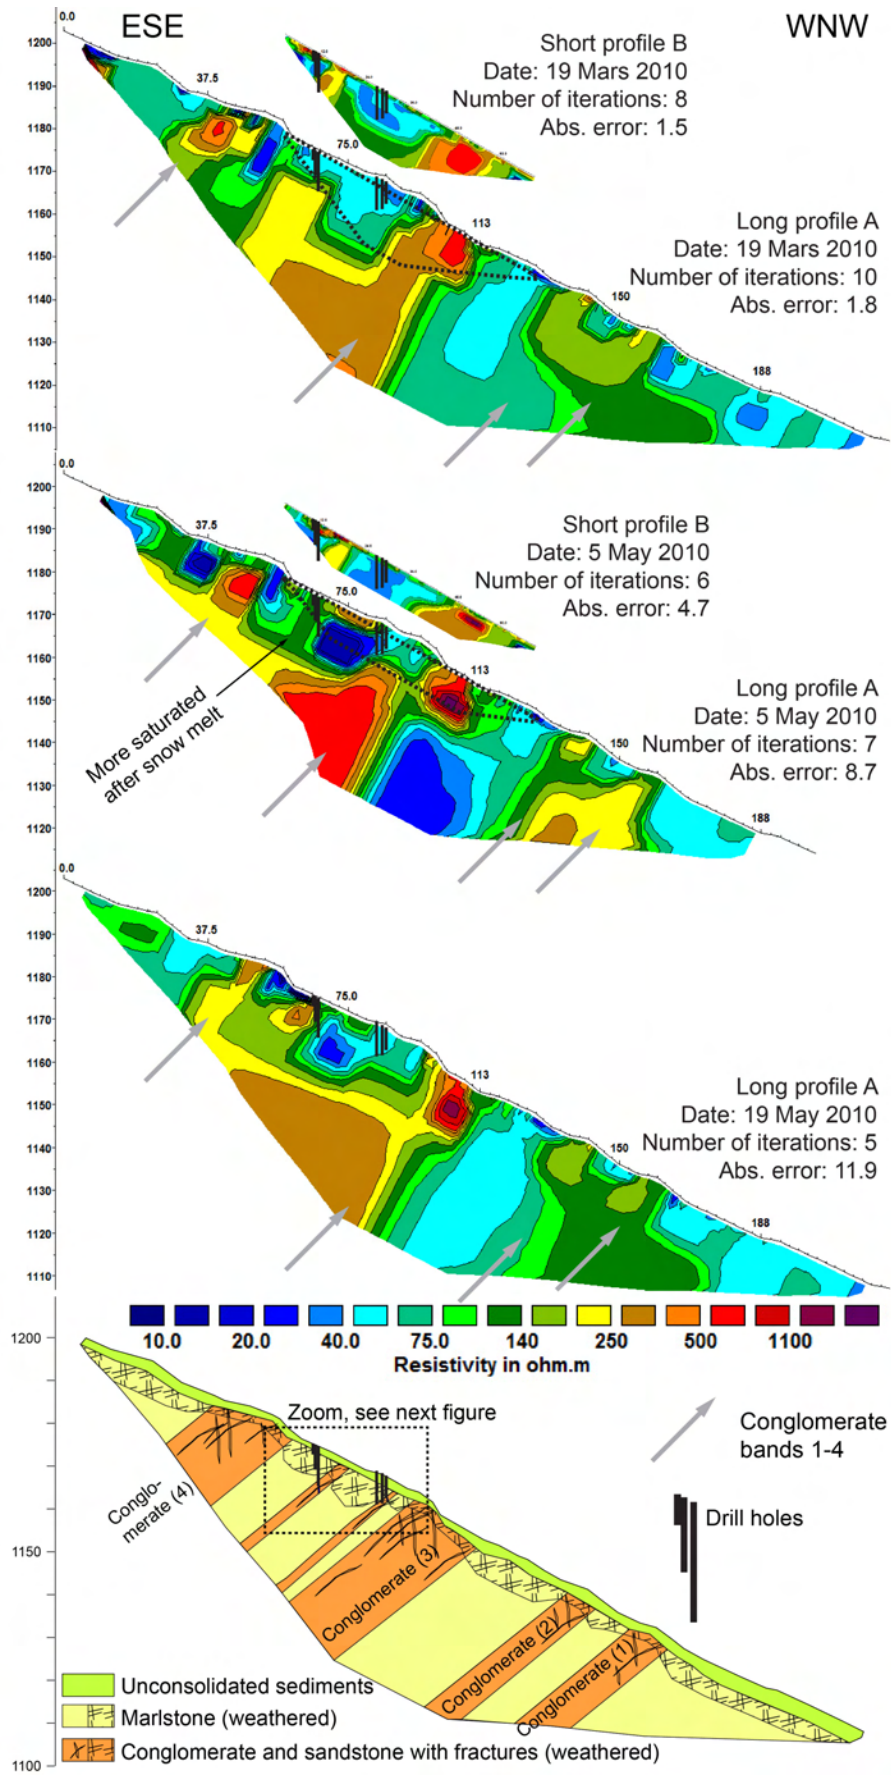 ESE
WNW
0.0
1200
1190
1180
1170
1160
1150
1140
1130
1120
1110
37.5
75.0
113
150
188
Short profile B
Date: 19 Mars 2010
Number of iterations: 8
Abs. error: 1.5
Long profile A
Date: 19 Mars 2010
Number of iterations: 10
Abs. error: 1.8
0.0
1200
1190
1180
1170
1160
1150
1140
1130
1120
37.5
75.0
113
150
188
Short profile B
Date: 5 May 2010
Number of iterations: 6
Abs. error: 4.7
Long profile A
Date: 5 May 2010
Number of iterations: 7
Abs. error: 8.7
More saturated
after snow melt
0.0
1200
1190
1180
1170
1160
1150
1140
1130
1120
1110
37.5
75.0
113
150
188
Long profile A
Date: 19 May 2010
Number of iterations: 5
Abs. error: 11.9
10.0 20.0 40.0 75.0 140 250 500 1100
Resistivity in ohm.m
1200
1150
1100
Zoom, see next figure
Conglomerate
bands 1-4
Drill holes
Conglo-
merate (4)
Conglomerate (3)
Conglomerate (2)
Conglomerate (1)
Unconsolidated sediments
Marlstone (weathered)
Conglomerate and sandstone with fractures (weathered)